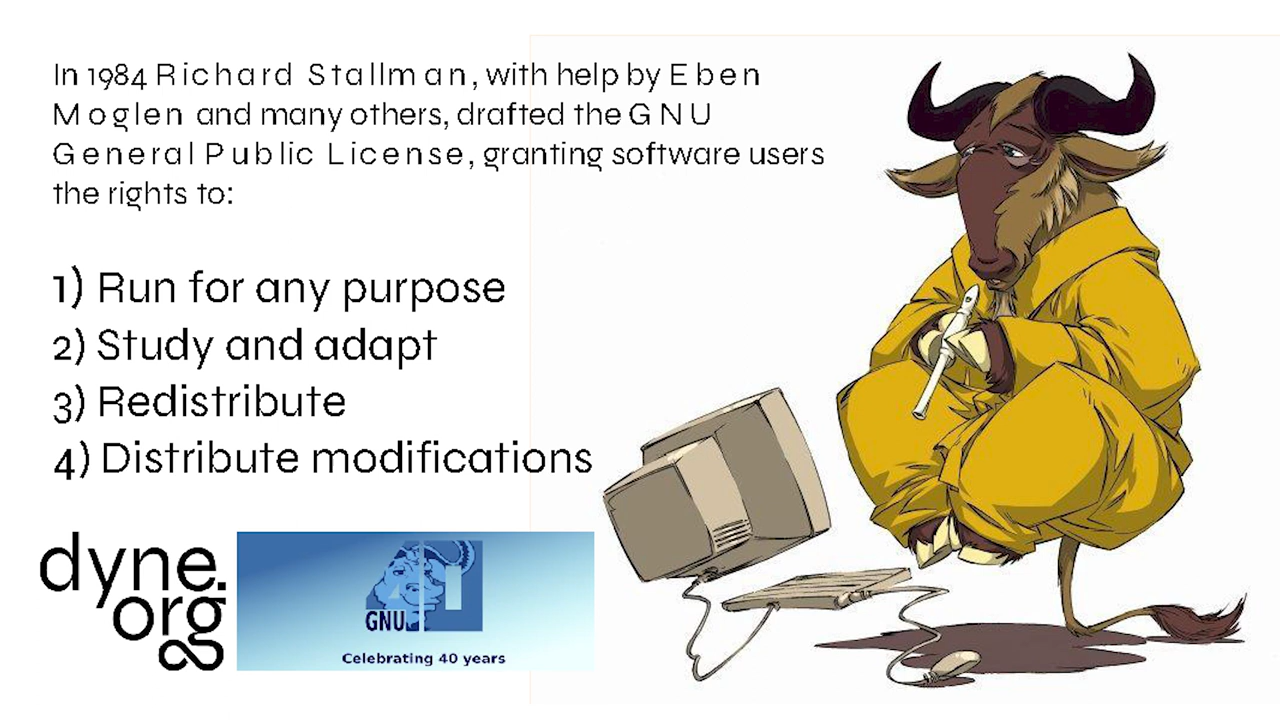 In 1984 Richard Stallman, with help by Eben
Moglen and many others, drafted the GNU
General Public License, granting software users
the rights to:
1) Run for any purpose
2) Study and adapt
3) Redistribute
4) Distribute modifications
dyne.
org
GNU
Celebrating 40 years